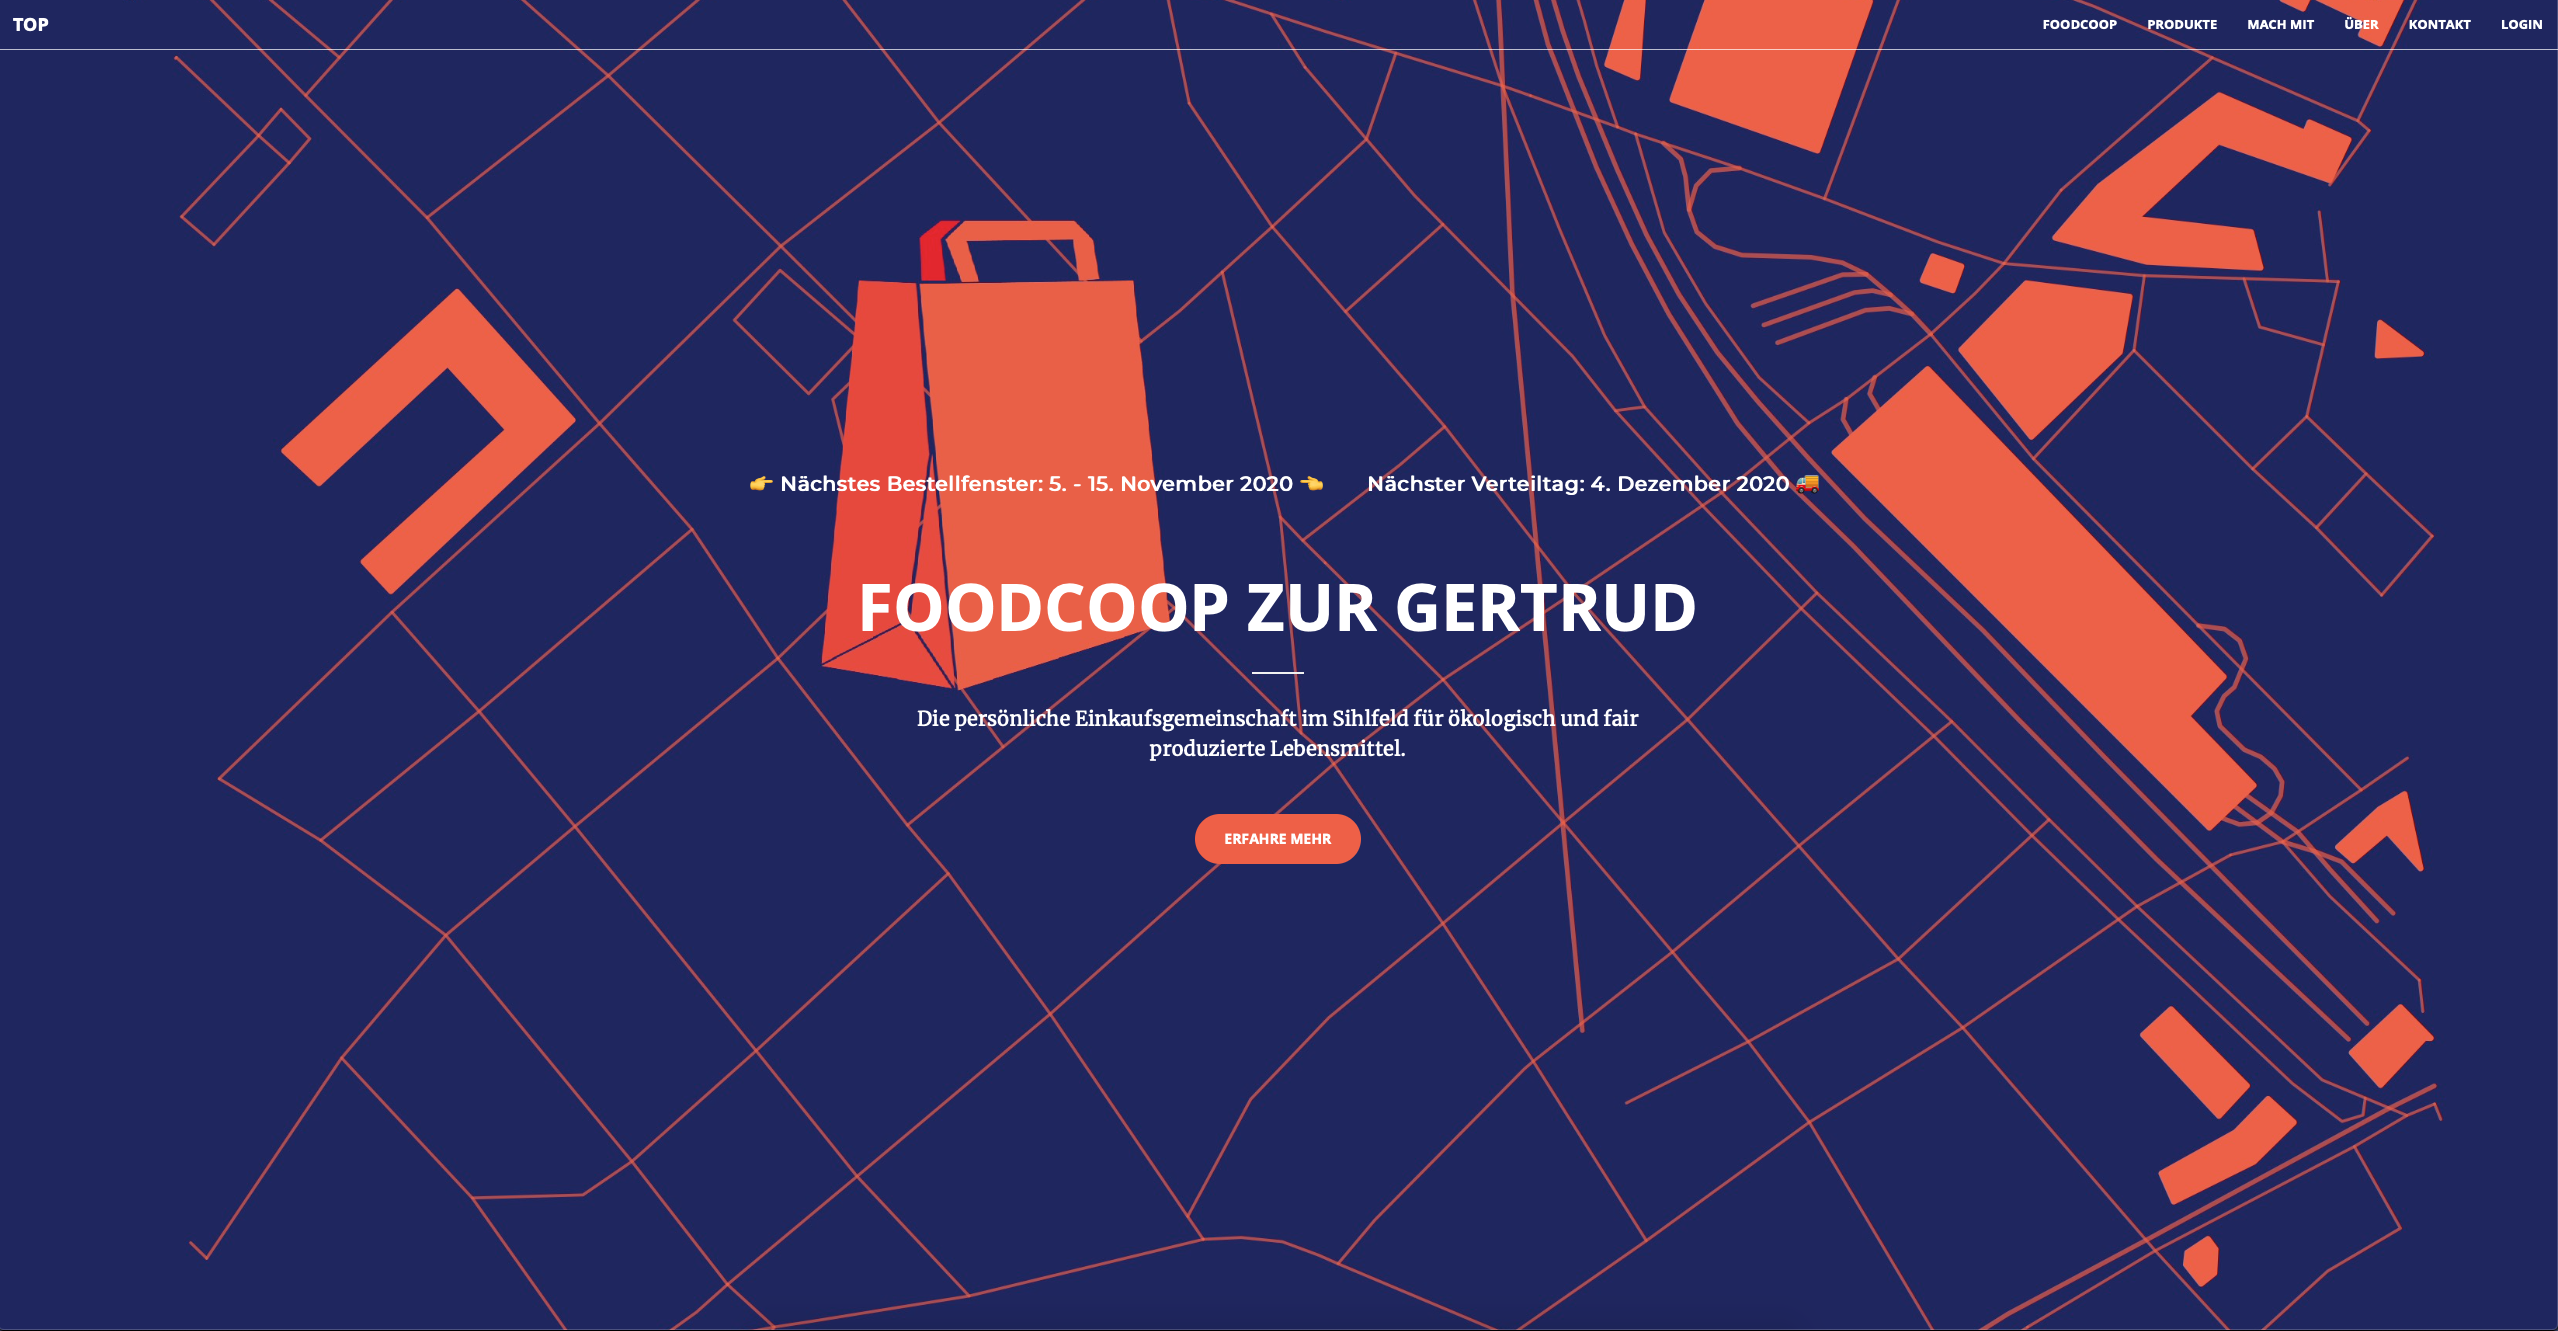 TOP
FOODCOOP PRODUKTE MACH MIT ÜBER KONTAKT LOGIN
👉 Nächstes Bestellfenster: 5. - 15. November 2020 👈 Nächster Verteiltag: 4. Dezember 2020 🚚
FOODCOOP ZUR GERTRUD
Die persönliche Einkaufsgemeinschaft im Sihlfeld für ökologisch und fair
produzierte Lebensmittel.
ERFAHRE MEHR